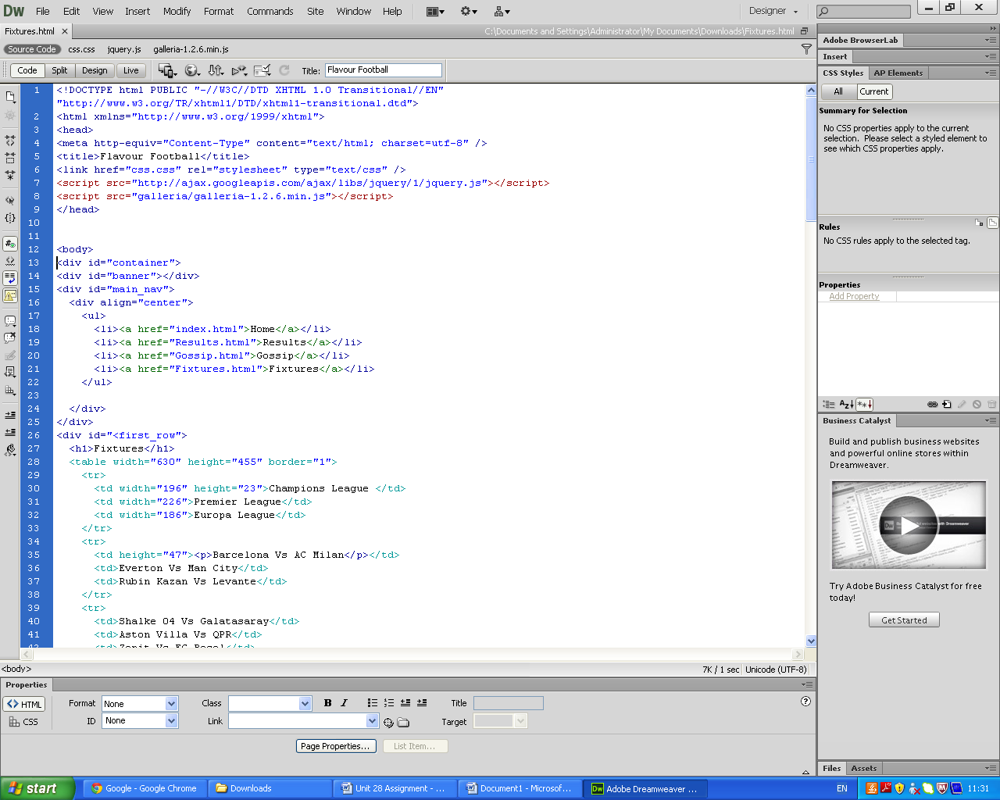 Dw File Edit View Insert Modify Format Commands Site Window Help Designer
Fixtures.html C:\Documents and Settings\Administrator\My Documents\Downloads\Fixtures.html
Source Code css.css jquery.js galleria-1.2.6.min.js
Code Split Design Live Title: Flavour Football
1 <!DOCTYPE html PUBLIC "-//W3C//DTD XHTML 1.0 Transitional//EN"
"http://www.w3.org/TR/xhtml1/DTD/xhtml1-transitional.dtd">
2 <html xmlns="http://www.w3.org/1999/xhtml">
3 <head>
4 <meta http-equiv="Content-Type" content="text/html; charset=utf-8" />
5 <title>Flavour Football</title>
6 <link href="css.css" rel="stylesheet" type="text/css" />
7 <script src="http://ajax.googleapis.com/ajax/libs/jquery/1/jquery.js"></script>
8 <script src="galleria/galleria-1.2.6.min.js"></script>
9 </head>
10
11
12 <body>
13 <div id="container">
14 <div id="banner"></div>
15 <div id="main_nav">
16 <div align="center">
17 <ul>
18 <li><a href="index.html">Home</a></li>
19 <li><a href="Results.html">Results</a></li>
20 <li><a href="Gossip.html">Gossip</a></li>
21 <li><a href="Fixtures.html">Fixtures</a></li>
22 </ul>
23
24 </div>
25 </div>
26 <div id="<first_row">
27 <h1>Fixtures</h1>
28 <table width="630" height="455" border="1">
29 <tr>
30 <td width="196" height="23">Champions League </td>
31 <td width="226">Premier League</td>
32 <td width="186">Europa League</td>
33 </tr>
34 <tr>
35 <td height="47"><p>Barcelona Vs AC Milan</p></td>
36 <td>Everton Vs Man City</td>
37 <td>Rubin Kazan Vs Levante</td>
38 </tr>
39 <tr>
40 <td>Shalke 04 Vs Galatasaray</td>
41 <td>Aston Villa Vs QPR</td>
<body> 7K / 1 sec Unicode (UTF-8)
Properties
HTML Format None Class B I Title
CSS ID None Link Target
Page Properties... List Item...
Adobe BrowserLab
Insert
CSS Styles AP Elements
All Current
Summary for Selection
No CSS properties apply to the current
selection. Please select a styled element to
see which CSS properties apply.
Rules
No CSS rules apply to the selected tag.
Properties
Add Property
Business Catalyst
Build and publish business websites
and powerful online stores within
Dreamweaver.
Try Adobe Business Catalyst for free
today!
Get Started
Files Assets
start Google - Google Chrome Downloads Unit 28 Assignment - ... Document1 - Microsof... Adobe Dreamweaver ... EN 11:31